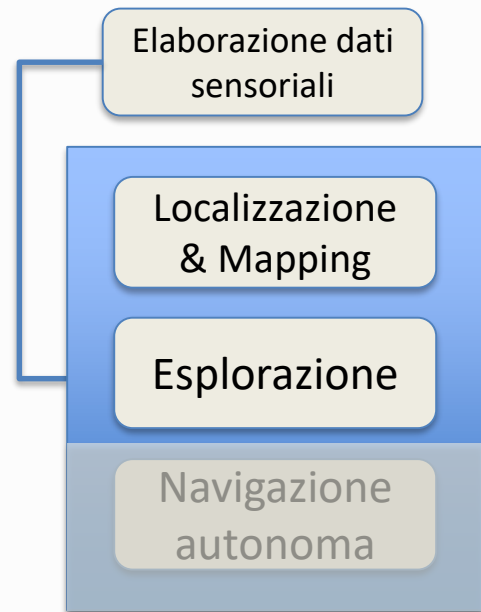 Elaborazione dati
sensoriali
Localizzazione
& Mapping
Esplorazione
Navigazione
autonoma